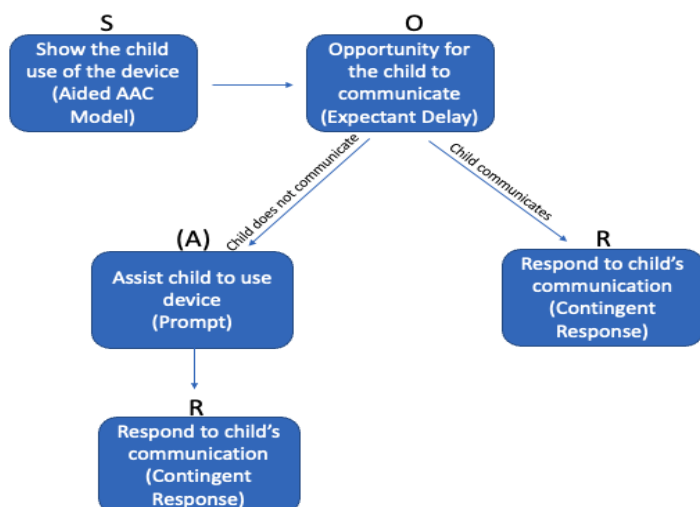 S
Show the child
use of the device
(Aided AAC
Model)
O
Opportunity for
the child to
communicate
(Expectant Delay)
Child does not communicate
Child communicates
(A)
Assist child to use
device
(Prompt)
R
Respond to child's
communication
(Contingent
Response)
R
Respond to child's
communication
(Contingent
Response)